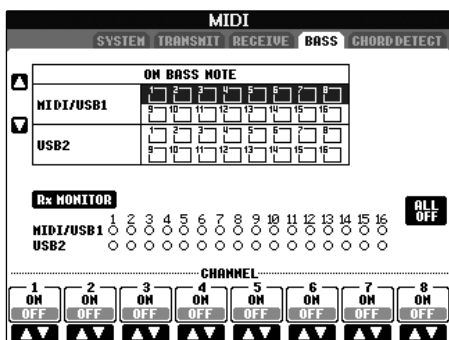 MIDI
SYSTEM TRANSMIT RECEIVE BASS CHORD DETECT
ON BASS NOTE
MIDI/USB1
1 2 3 4 5 6 7 8
9 10 11 12 13 14 15 16
USB2
1 2 3 4 5 6 7 8
9 10 11 12 13 14 15 16
Rx MONITOR
1 2 3 4 5 6 7 8 9 10 11 12 13 14 15 16
MIDI/USB1
USB2
ALL OFF
CHANNEL
1 2 3 4 5 6 7 8
ON ON ON ON ON ON ON ON
OFF OFF OFF OFF OFF OFF OFF OFF